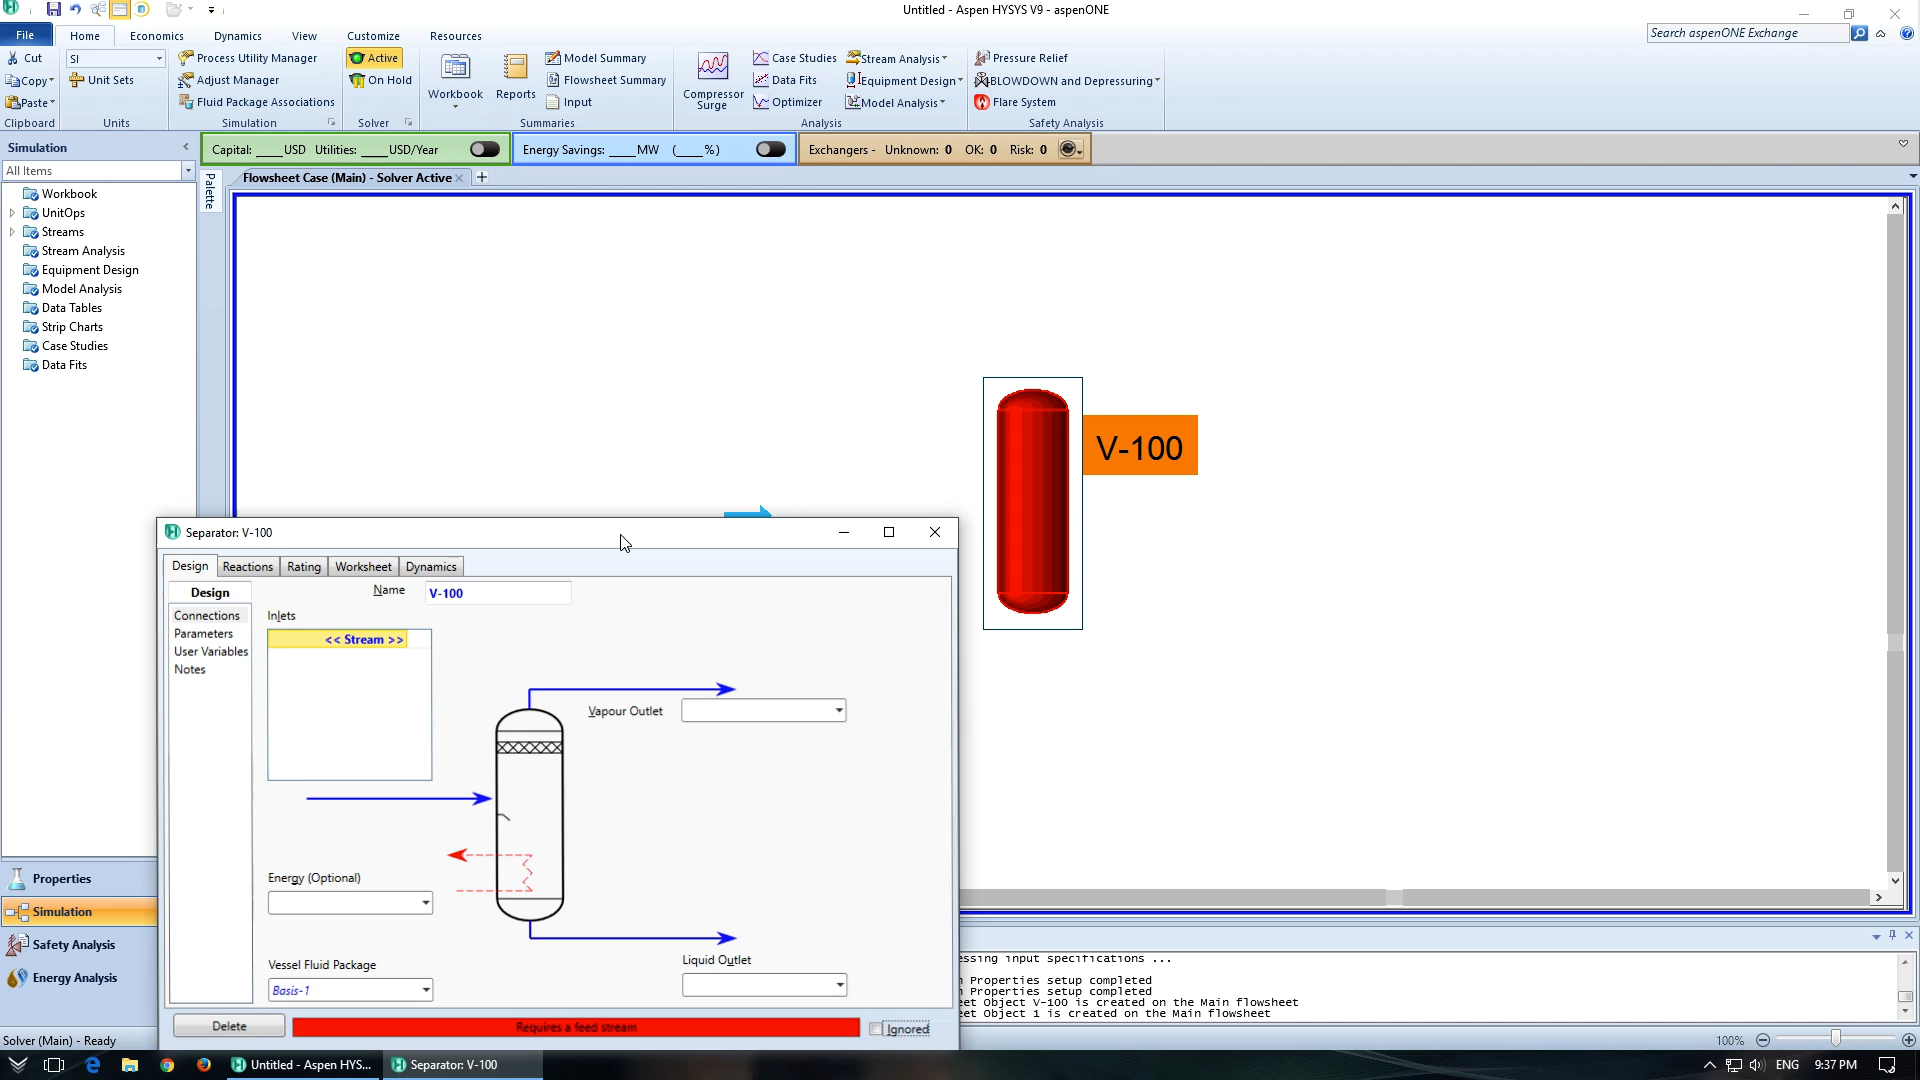 Untitled - Aspen HYSYS V9 - aspenONE
File
Home
Economics
Dynamics
View
Customize
Resources
Search aspenONE Exchange
Cut
Copy
Paste
Clipboard
SI
Unit Sets
Units
Process Utility Manager
Adjust Manager
Fluid Package Associations
Simulation
Active
On Hold
Solver
Workbook
Reports
Model Summary
Flowsheet Summary
Input
Summaries
Compressor
Surge
Case Studies
Data Fits
Optimizer
Stream Analysis
Equipment Design
Model Analysis
Analysis
Pressure Relief
BLOWDOWN and Depressuring
Flare System
Safety Analysis
Simulation
All Items
Workbook
UnitOps
Streams
Stream Analysis
Equipment Design
Model Analysis
Data Tables
Strip Charts
Case Studies
Data Fits
Properties
Simulation
Safety Analysis
Energy Analysis
Capital: ____USD Utilities: ____USD/Year
Energy Savings: ____MW (____%)
Exchangers - Unknown: 0 OK: 0 Risk: 0
Palette
Flowsheet Case (Main) - Solver Active
V-100
Separator: V-100
Design
Reactions
Rating
Worksheet
Dynamics
Design
Connections
Parameters
User Variables
Notes
Name
V-100
Inlets
<< Stream >>
Vapour Outlet
Energy (Optional)
Vessel Fluid Package
Basis-1
Liquid Outlet
Delete
Requires a feed stream
Ignored
essing input specifications ...
n Properties setup completed
n Properties setup completed
eet Object V-100 is created on the Main flowsheet
eet Object 1 is created on the Main flowsheet
Solver (Main) - Ready
100%
Untitled - Aspen HYS...
Separator: V-100
ENG
9:37 PM